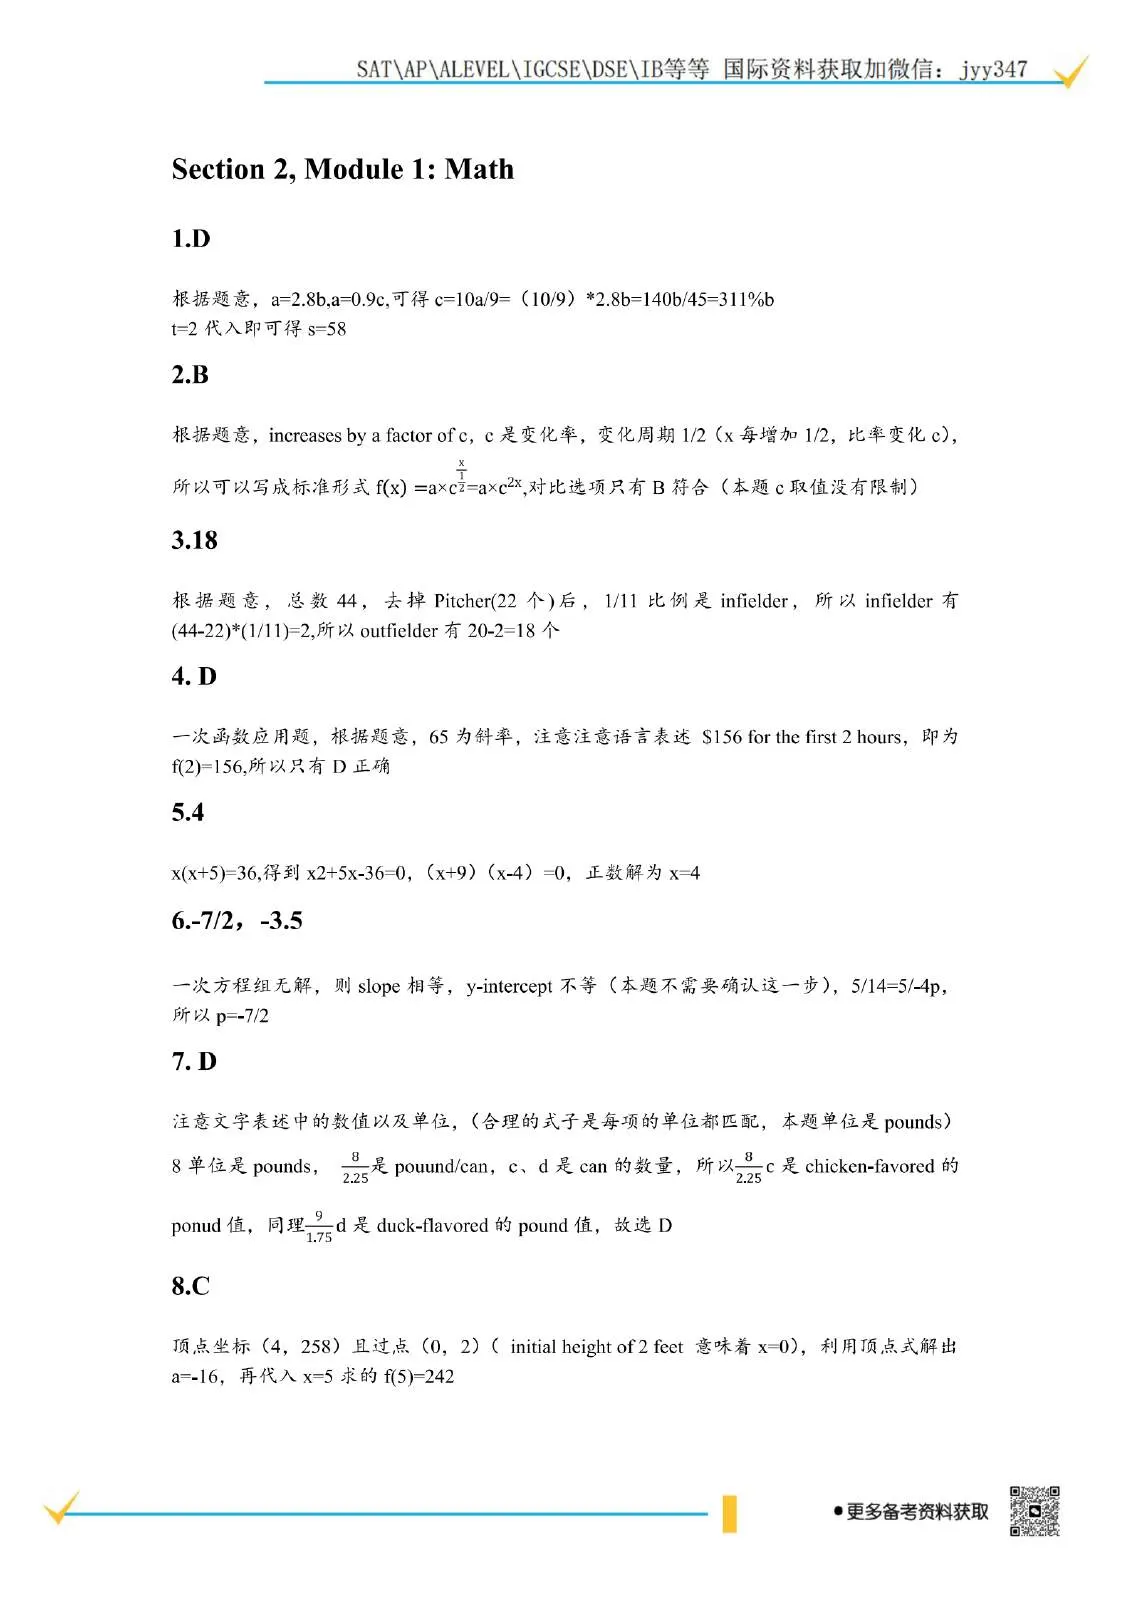 SAT\AP\ALEVEL\IGCSE\DSE\IB等等 国际资料获取加微信：jyy347
Section 2, Module 1: Math
1.D
根据题意，a=2.8b,a=0.9c,可得 c=10a/9=（10/9）*2.8b=140b/45=311%b
t=2 代入即可得 s=58
2.B
根据题意，increases by a factor of c，c 是变化率，变化周期 1/2（x 每增加 1/2，比率变化 c），
所以可以写成标准形式 f(x) =a×c^(x/(1/2))=a×c^(2x),对比选项只有 B 符合（本题 c 取值没有限制）
3.18
根据题意，总数 44，去掉 Pitcher(22 个)后，1/11 比例是 infielder，所以 infielder 有
(44-22)*(1/11)=2,所以 outfielder 有 20-2=18 个
4. D
一次函数应用题，根据题意，65 为斜率，注意注意语言表述 $156 for the first 2 hours，即为
f(2)=156,所以只有 D 正确
5.4
x(x+5)=36,得到 x2+5x-36=0,（x+9）（x-4）=0，正数解为 x=4
6.-7/2，-3.5
一次方程组无解，则 slope 相等，y-intercept 不等（本题不需要确认这一步），5/14=5/-4p，
所以 p=-7/2
7. D
注意文字表述中的数值以及单位，（合理的式子是每项的单位都匹配，本题单位是 pounds）
8 单位是 pounds， 8/2.25 是 pouund/can，c、d 是 can 的数量，所以 8/2.25 c 是 chicken-favored 的
ponud 值，同理 9/1.75 d 是 duck-flavored 的 pound 值，故选 D
8.C
顶点坐标（4，258）且过点（0，2）（ initial height of 2 feet 意味着 x=0），利用顶点式解出
a=-16，再代入 x=5 求的 f(5)=242
•更多备考资料获取